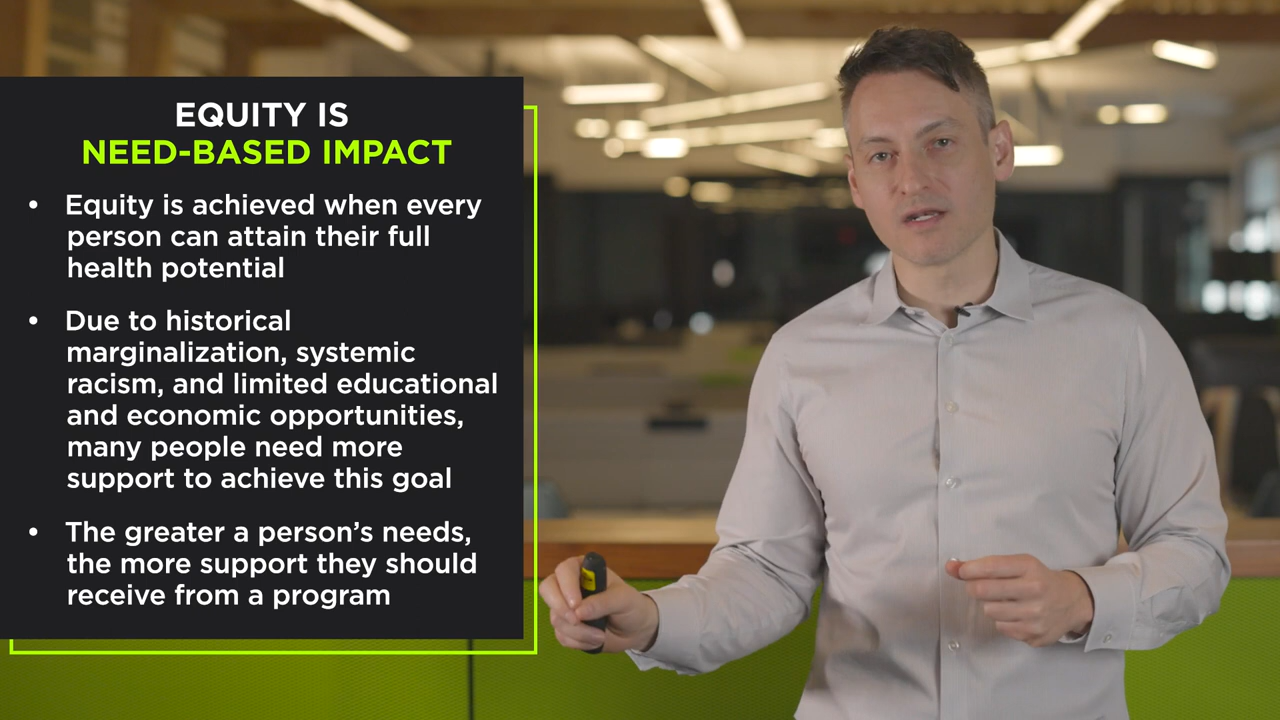 EQUITY IS
NEED-BASED IMPACT
• Equity is achieved when every
person can attain their full
health potential
• Due to historical
marginalization, systemic
racism, and limited educational
and economic opportunities,
many people need more
support to achieve this goal
• The greater a person’s needs,
the more support they should
receive from a program